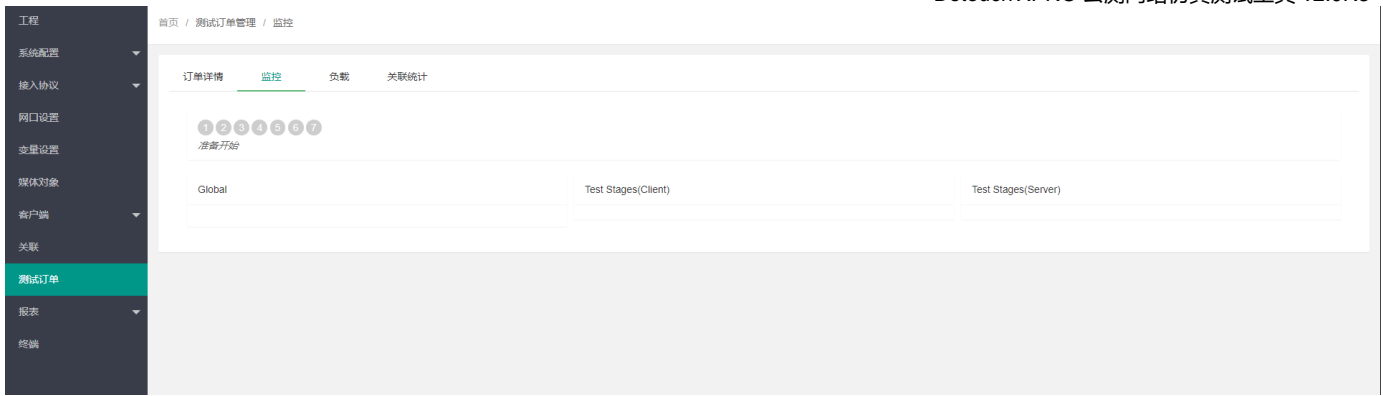 工程
系统配置
接入协议
网口设置
变量设置
媒体对象
客户端
关联
测试订单
报表
终端
首页 / 测试订单管理 / 监控
订单详情 监控 负载 关联统计
1 2 3 4 5 6 7
准备开始
Global Test Stages(Client) Test Stages(Server)